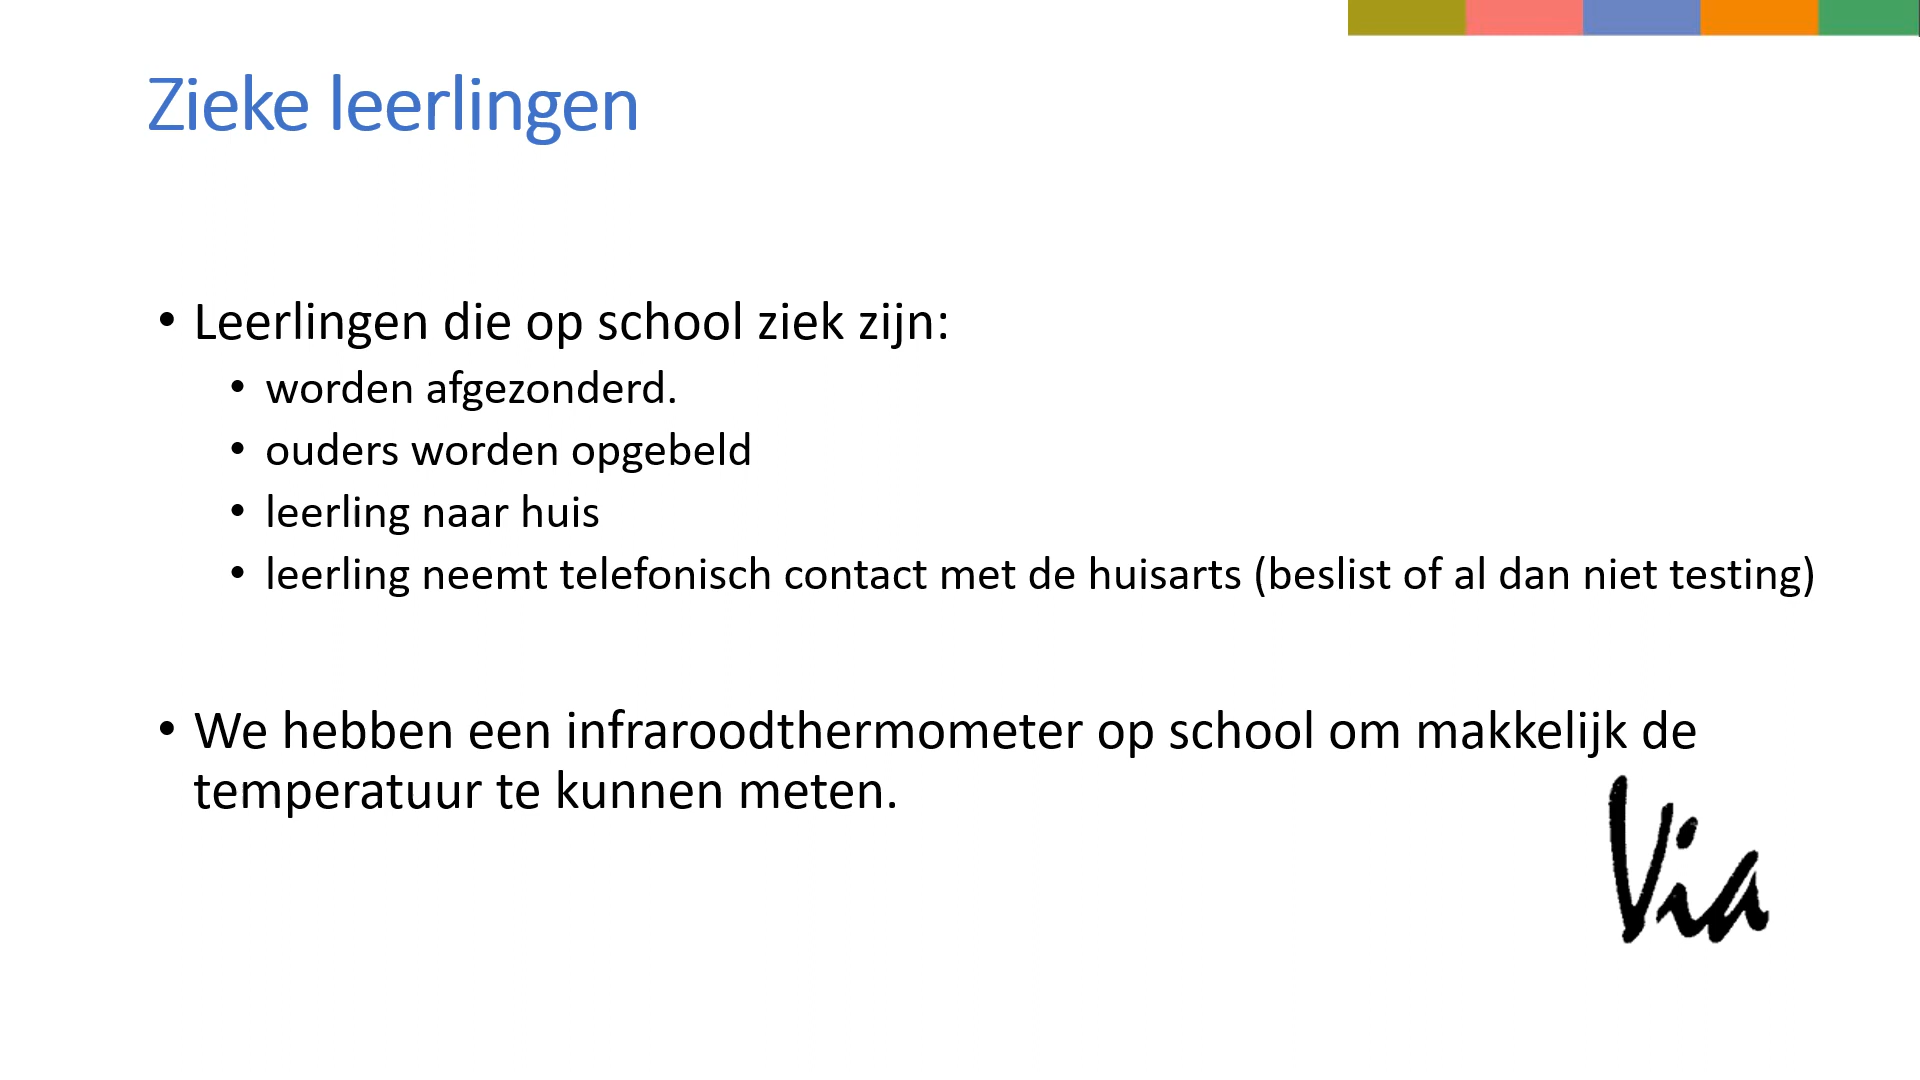 Zieke leerlingen
• Leerlingen die op school ziek zijn:
• worden afgezonderd.
• ouders worden opgebeld
• leerling naar huis
• leerling neemt telefonisch contact met de huisarts (beslist of al dan niet testing)
• We hebben een infraroodthermometer op school om makkelijk de
temperatuur te kunnen meten.
Via